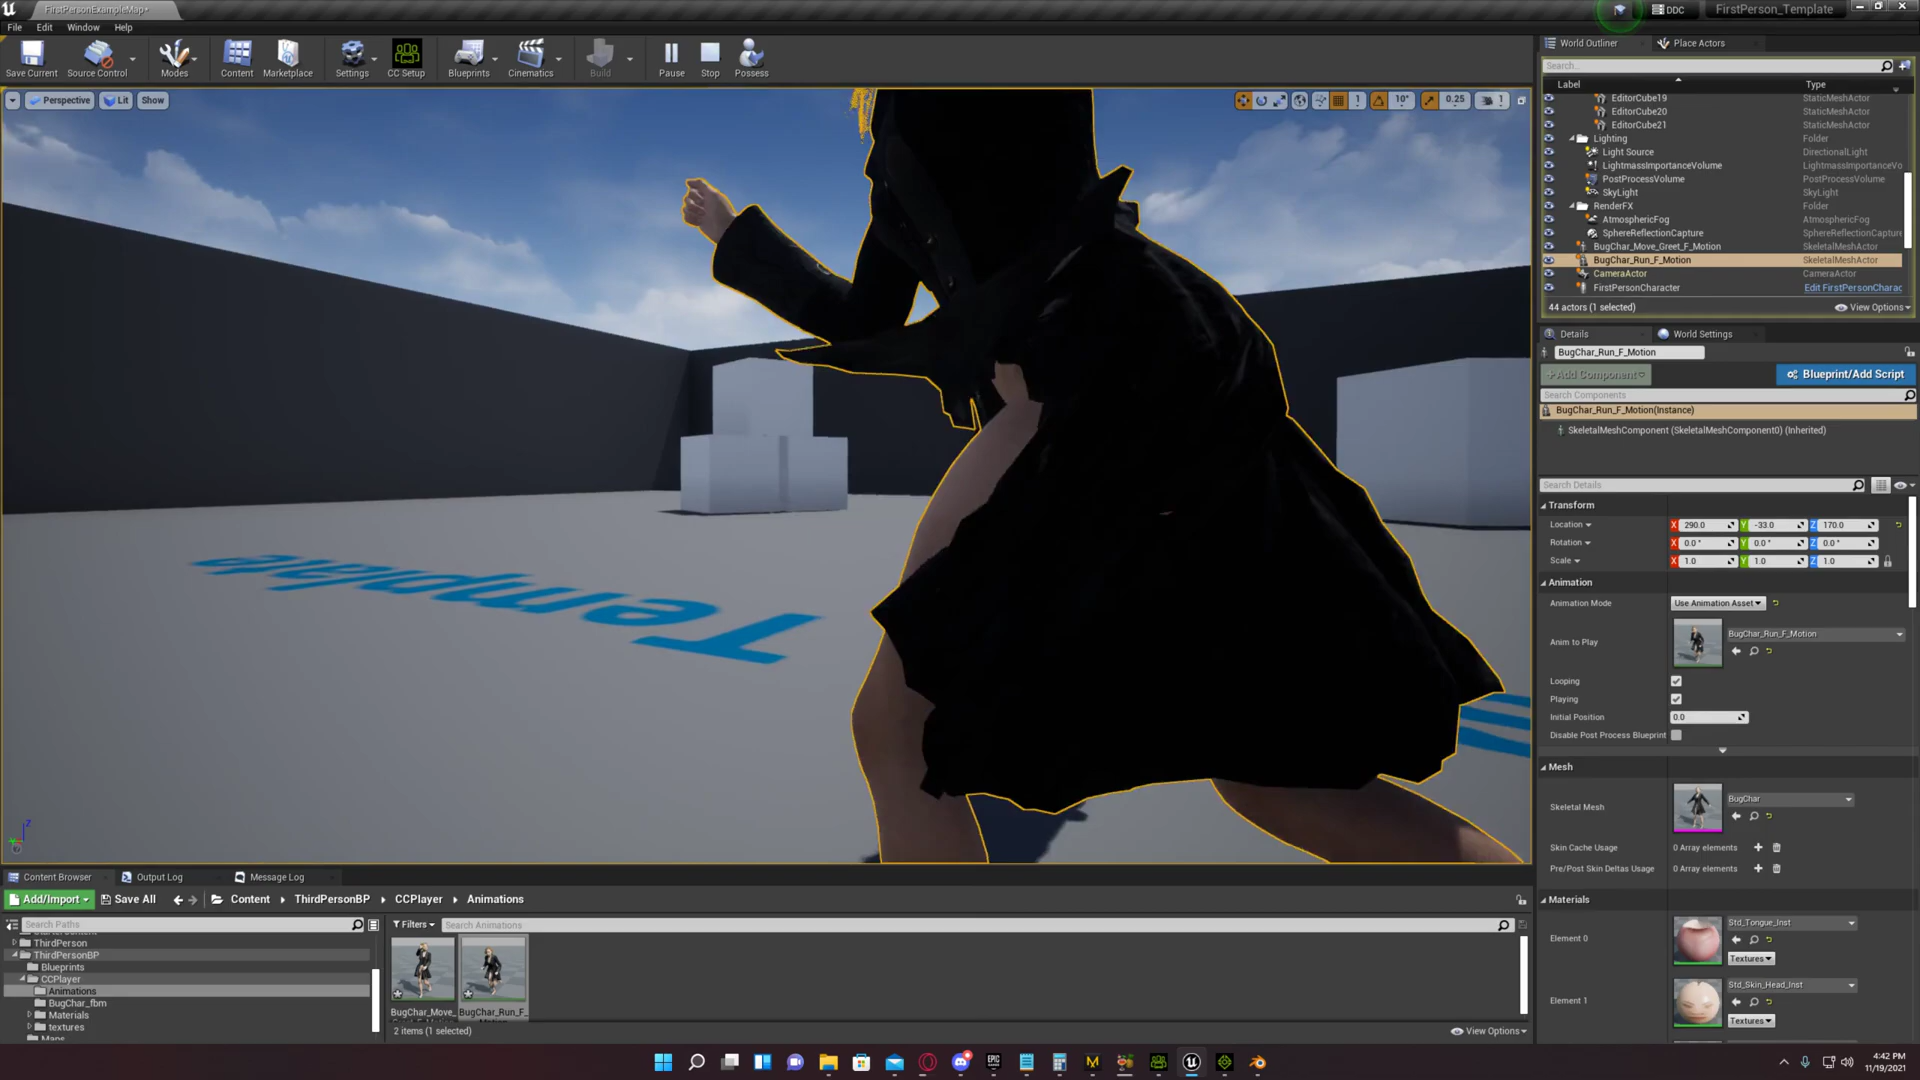 FirstPersonExampleMap*
DDC
FirstPerson_Template
File Edit Window Help
Save Current
Source Control
Modes
Content
Marketplace
Settings
CC Setup
Blueprints
Cinematics
Build
Pause
Stop
Possess
Perspective
Lit
Show
1
10°
0.25
1
Template
World Outliner
Place Actors
Search...
Label Type
EditorCube19 StaticMeshActor
EditorCube20 StaticMeshActor
EditorCube21 StaticMeshActor
Lighting Folder
Light Source DirectionalLight
LightmassImportanceVolume LightmassImportanceVo
PostProcessVolume PostProcessVolume
SkyLight SkyLight
RenderFX Folder
AtmosphericFog AtmosphericFog
SphereReflectionCapture SphereReflectionCapture
BugChar_Move_Greet_F_Motion SkeletalMeshActor
BugChar_Run_F_Motion SkeletalMeshActor
CameraActor CameraActor
FirstPersonCharacter Edit FirstPersonCharac
44 actors (1 selected)
View Options
Details
World Settings
BugChar_Run_F_Motion
+Add Component
Blueprint/Add Script
Search Components
BugChar_Run_F_Motion(Instance)
SkeletalMeshComponent (SkeletalMeshComponent0) (Inherited)
Search Details
Transform
Location X 290.0 Y -33.0 Z 170.0
Rotation X 0.0 ° Y 0.0 ° Z 0.0 °
Scale X 1.0 Y 1.0 Z 1.0
Animation
Animation Mode Use Animation Asset
Anim to Play BugChar_Run_F_Motion
Looping
Playing
Initial Position 0.0
Disable Post Process Blueprint
Mesh
Skeletal Mesh BugChar
Skin Cache Usage 0 Array elements
Pre/Post Skin Deltas Usage 0 Array elements
Materials
Element 0 Std_Tongue_Inst
Textures
Element 1 Std_Skin_Head_Inst
Textures
Content Browser
Output Log
Message Log
Add/Import
Save All
Content
ThirdPersonBP
CCPlayer
Animations
Search Paths
Filters
Search Animations
ThirdPerson
ThirdPersonBP
Blueprints
CCPlayer
Animations
BugChar_fbm
Materials
textures
Maps
BugChar_Move_
BugChar_Run_F_
2 items (1 selected)
View Options
4:42 PM
11/19/2021